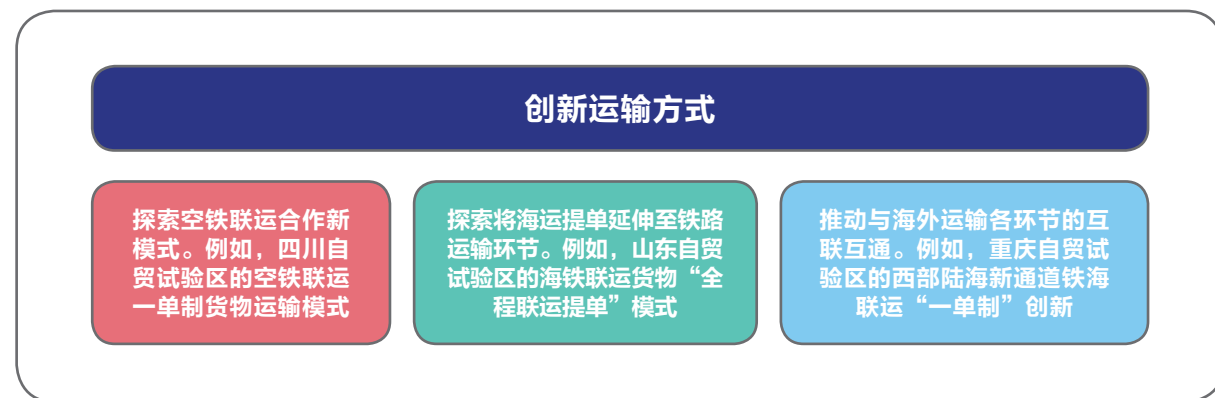 创新运输方式
探索空铁联运合作新
模式。例如，四川自
贸试验区的空铁联运
一单制货物运输模式
探索将海运提单延伸至铁路
运输环节。例如，山东自贸
试验区的海铁联运货物“全
程联运提单”模式
推动与海外运输各环节的互
联互通。例如，重庆自贸试
验区的西部陆海新通道铁海
联运“一单制”创新